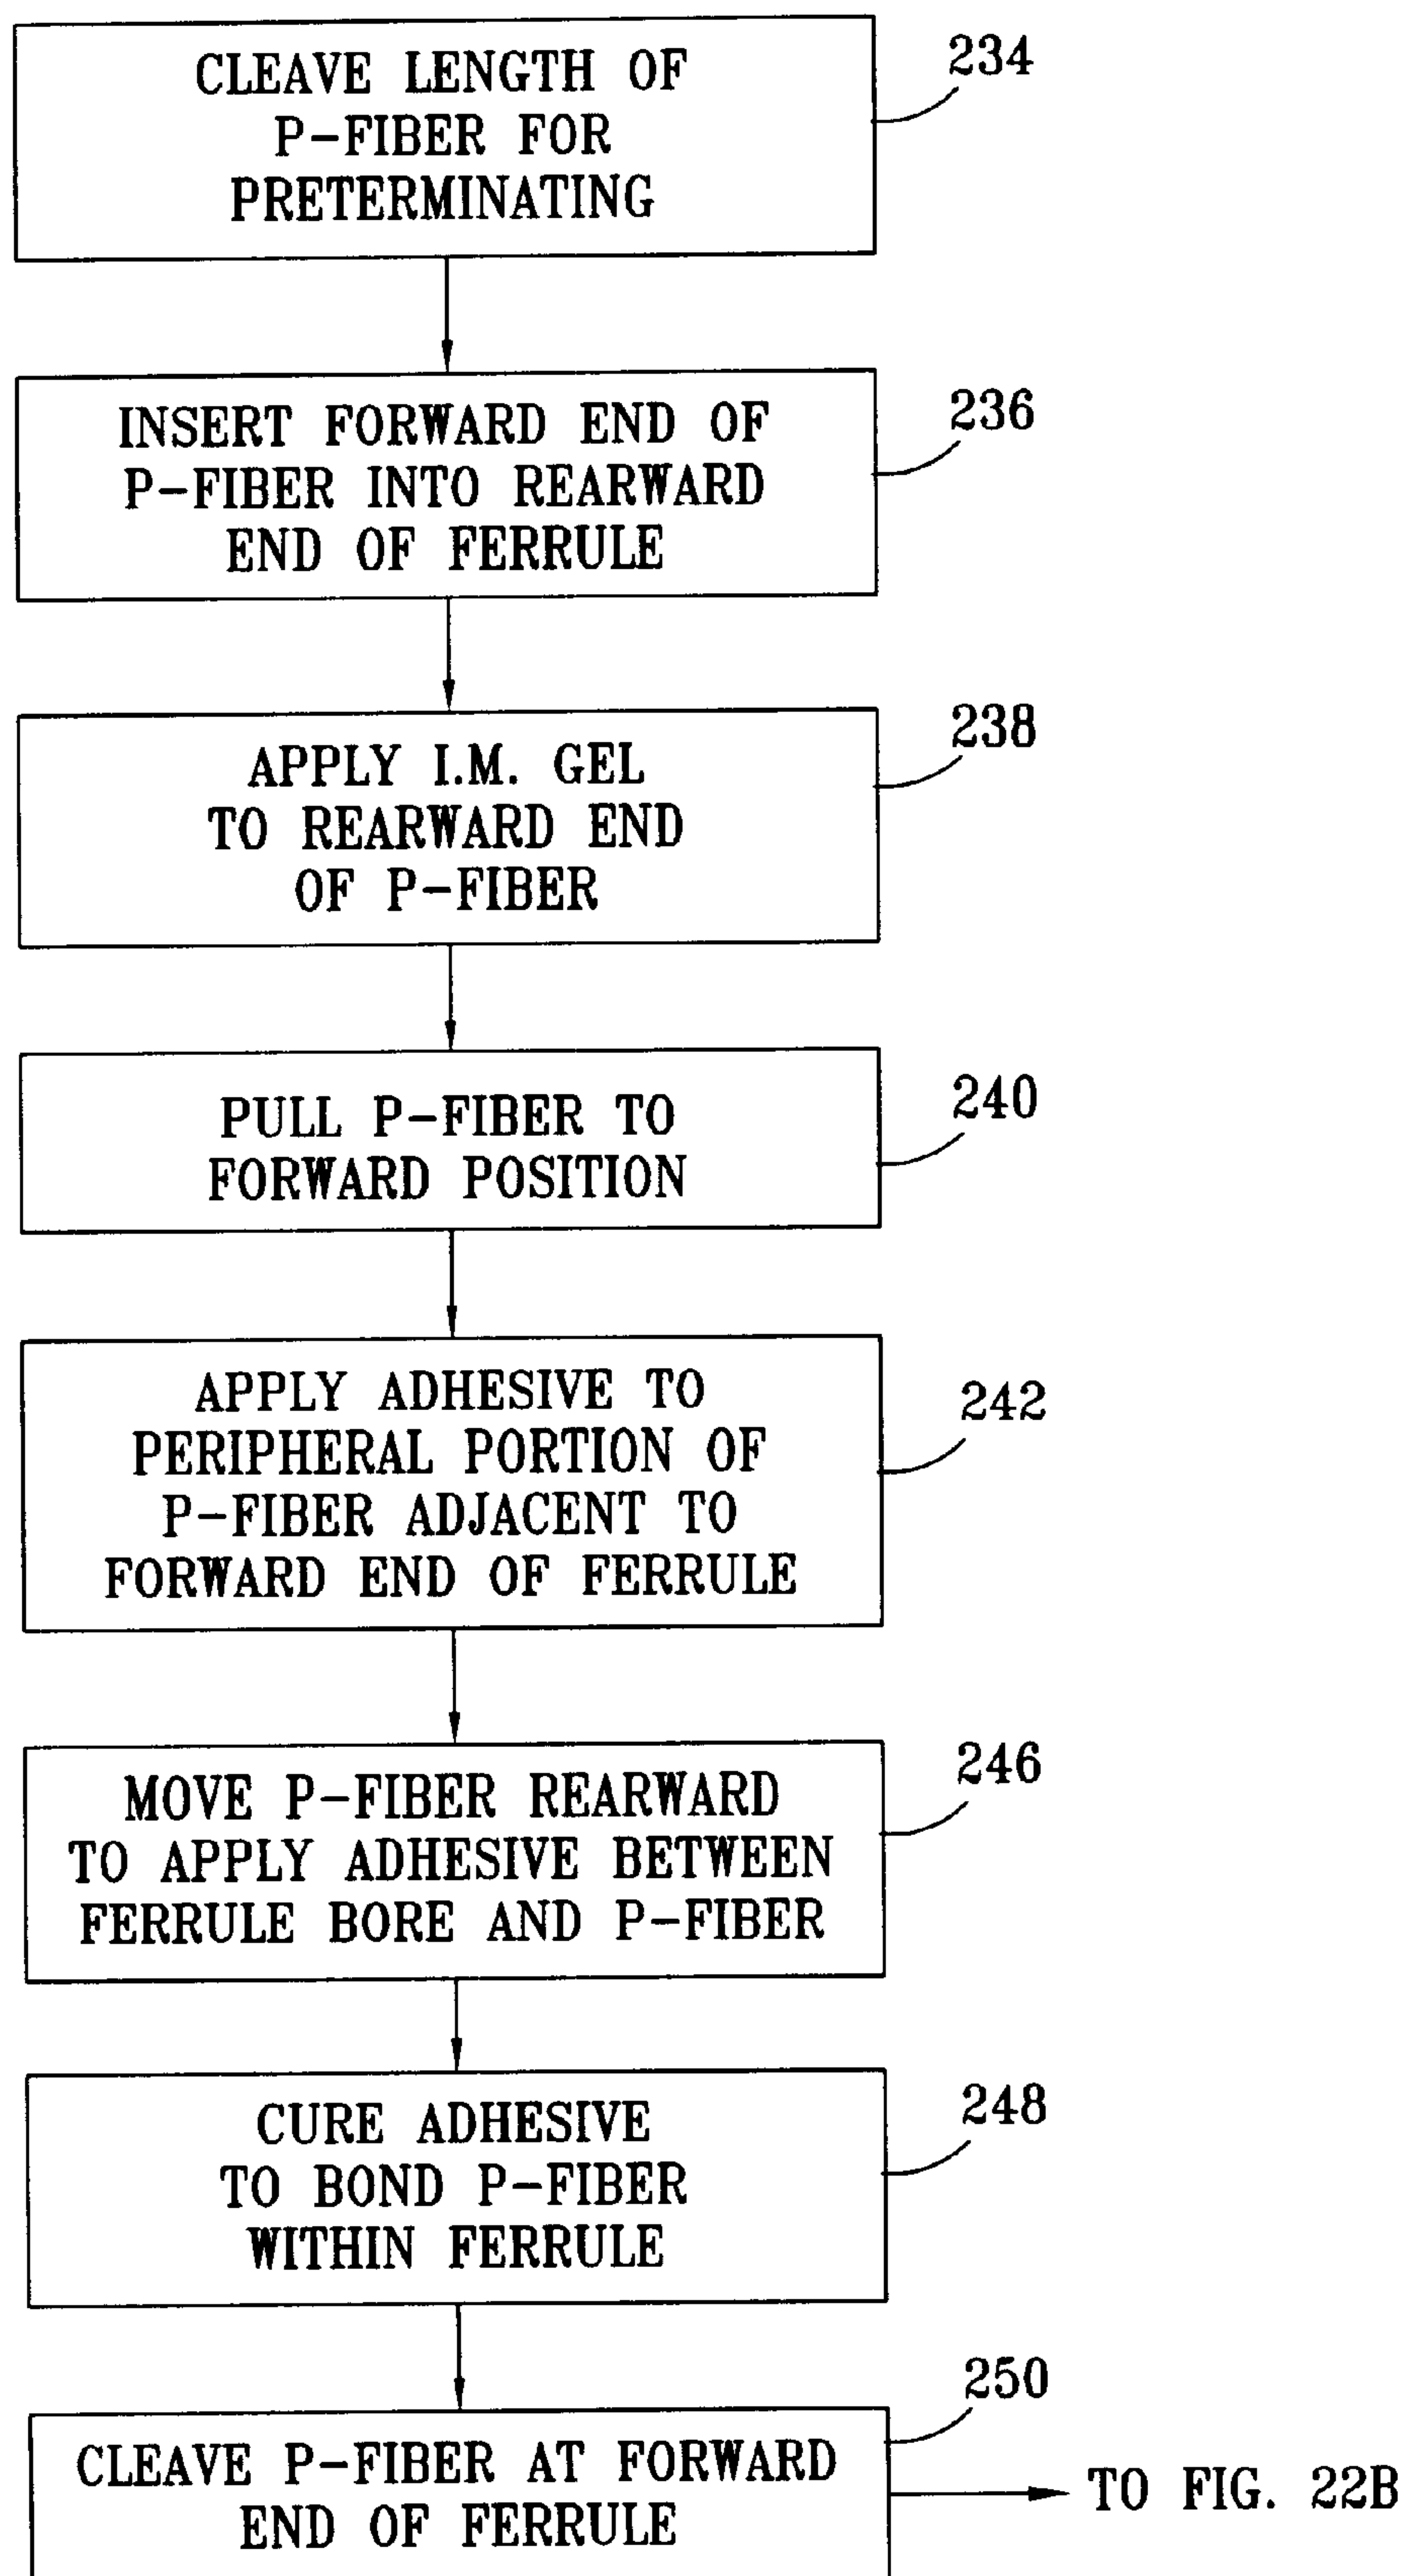 CLEAVE LENGTH OF
P-FIBER FOR
PRETERMINATING
234
INSERT FORWARD END OF
P-FIBER INTO REARWARD
END OF FERRULE
236
APPLY I.M. GEL
TO REARWARD END
OF P-FIBER
238
PULL P-FIBER TO
FORWARD POSITION
240
APPLY ADHESIVE TO
PERIPHERAL PORTION OF
P-FIBER ADJACENT TO
FORWARD END OF FERRULE
242
MOVE P-FIBER REARWARD
TO APPLY ADHESIVE BETWEEN
FERRULE BORE AND P-FIBER
246
CURE ADHESIVE
TO BOND P-FIBER
WITHIN FERRULE
248
CLEAVE P-FIBER AT FORWARD
END OF FERRULE
250
TO FIG. 22B